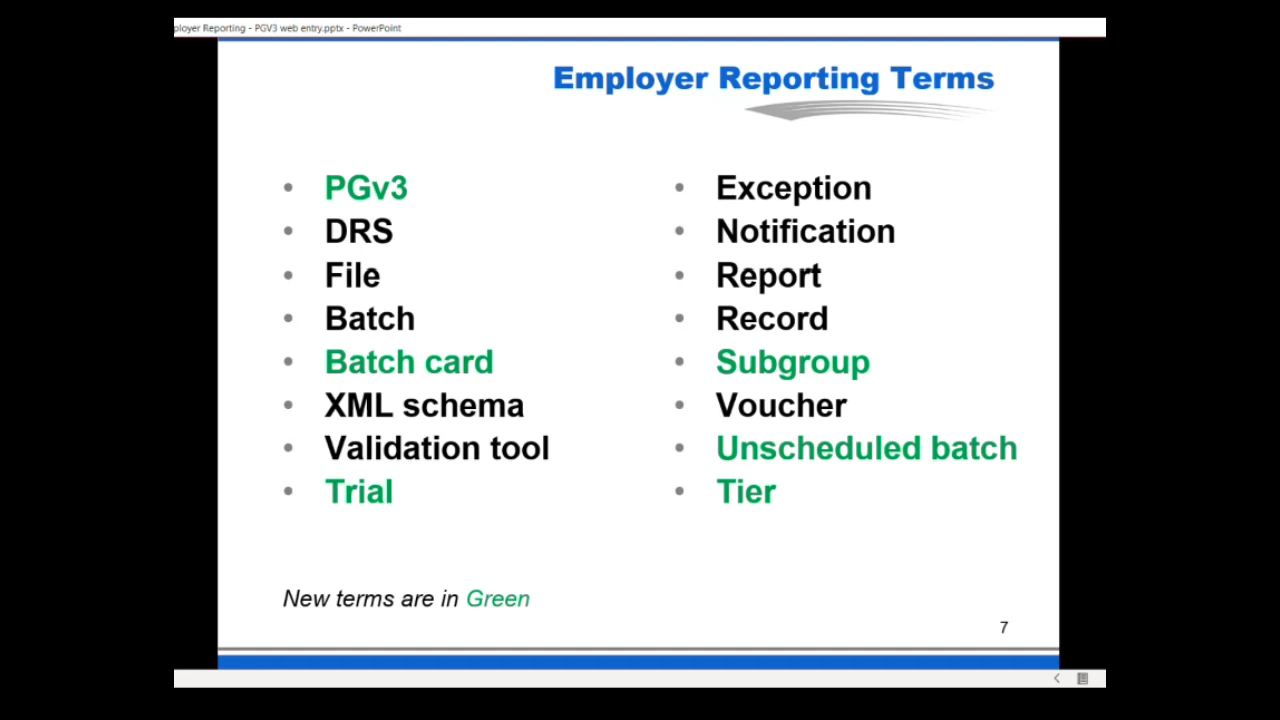 ployer Reporting - PGV3 web entry.pptx - PowerPoint
Employer Reporting Terms
• PGv3
• DRS
• File
• Batch
• Batch card
• XML schema
• Validation tool
• Trial
• Exception
• Notification
• Report
• Record
• Subgroup
• Voucher
• Unscheduled batch
• Tier
New terms are in Green
7